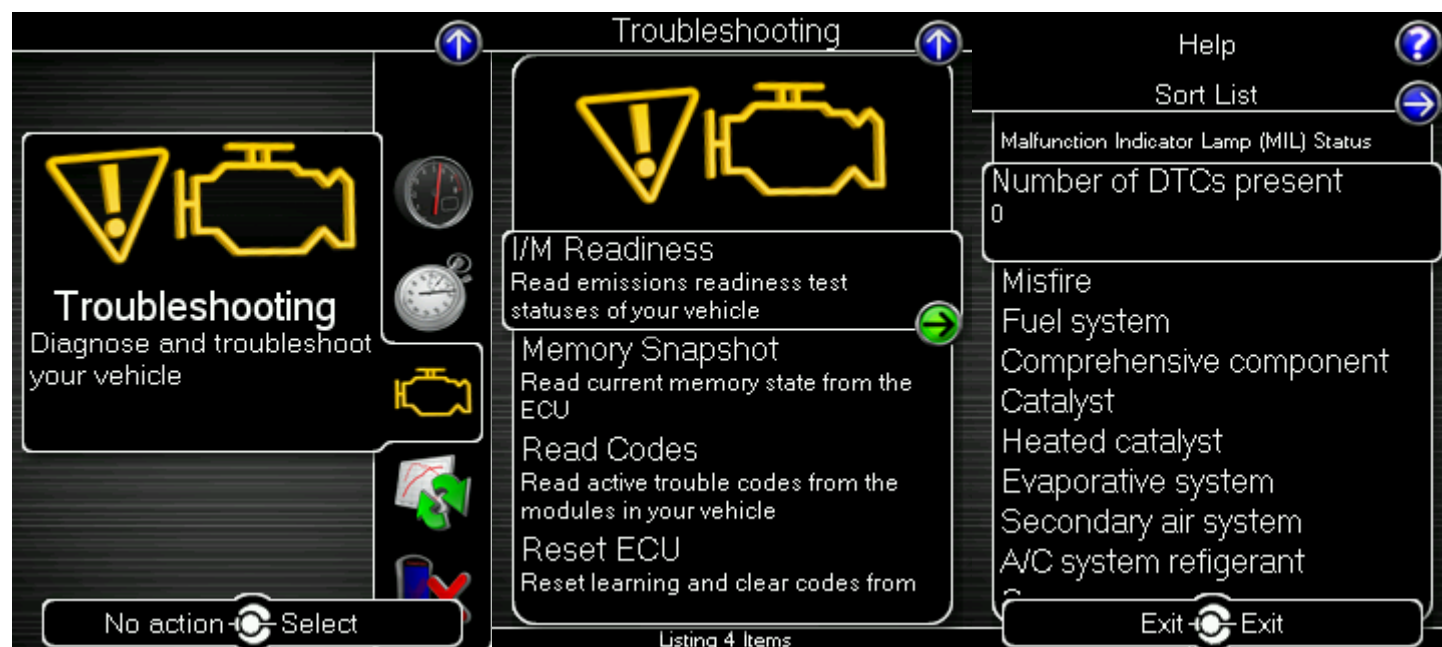 Troubleshooting
Diagnose and troubleshoot
your vehicle
No action
Select
Troubleshooting
I/M Readiness
Read emissions readiness test
statuses of your vehicle
Memory Snapshot
Read current memory state from the
ECU
Read Codes
Read active trouble codes from the
modules in your vehicle
Reset ECU
Reset learning and clear codes from
Listing 4 Items
Help
?
Sort List
Malfunction Indicator Lamp (MIL) Status
Number of DTCs present
0
Misfire
Fuel system
Comprehensive component
Catalyst
Heated catalyst
Evaporative system
Secondary air system
A/C system refigerant
Exit
Exit